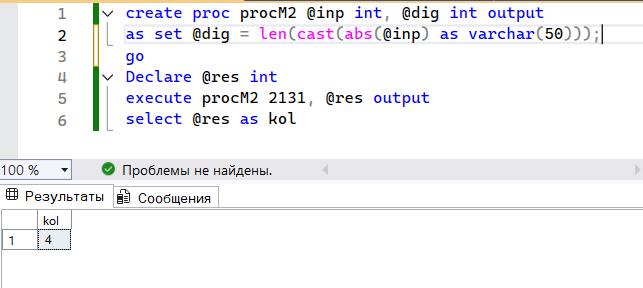 1 create proc procM2 @inp int, @dig int output
2 as set @dig = len(cast(abs(@inp) as varchar(50)));
3 go
4 Declare @res int
5 execute procM2 2131, @res output
6 select @res as kol
100 % Проблемы не найдены.
Результаты Сообщения
kol
1 4